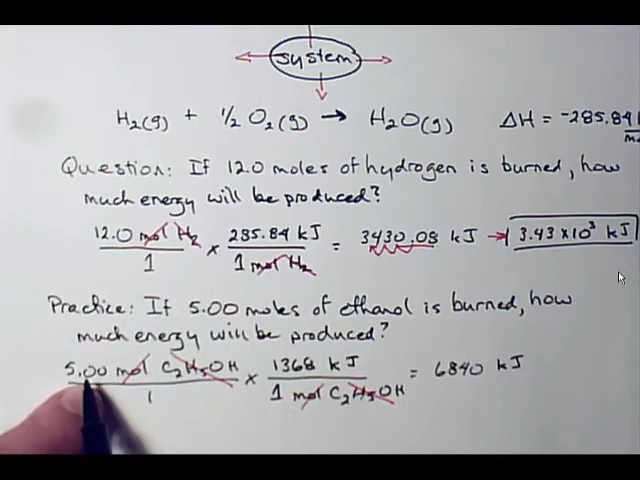 system
H₂(g) + ½ O₂(g) → H₂O(g) ΔH = -285.84
Question: If 12.0 moles of hydrogen is burned, how
much energy will be produced?
12.0 mol H₂ / 1 × 285.84 kJ / 1 mol H₂ = 3430.08 kJ → 3.43 × 10³ kJ
Practice: If 5.00 moles of ethanol is burned, how
much energy will be produced?
5.00 mol C₂H₅OH / 1 × 1368 kJ / 1 mol C₂H₅OH = 6840 kJ